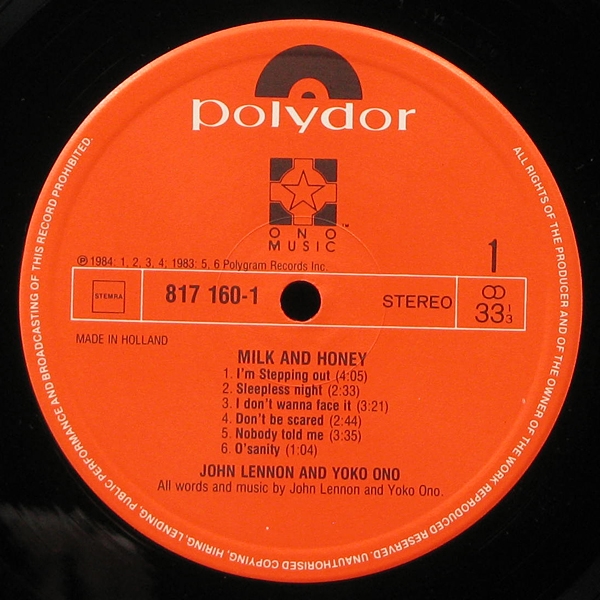 polydor
ONO
MUSIC™
℗ 1984: 1, 2, 3, 4; 1983: 5, 6 Polygram Records Inc.
1
STEMRA
817 160-1
STEREO
33 1/3
MADE IN HOLLAND
MILK AND HONEY
1. I'm Stepping out (4:05)
2. Sleepless night (2:33)
3. I don't wanna face it (3:21)
4. Don't be scared (2:44)
5. Nobody told me (3:35)
6. O'sanity (1:04)
JOHN LENNON AND YOKO ONO
All words and music by John Lennon and Yoko Ono.
ALL RIGHTS OF THE PRODUCER AND OF THE OWNER OF THE WORK REPRODUCED RESERVED. UNAUTHORISED COPYING, HIRING, LENDING, PUBLIC PERFORMANCE AND BROADCASTING OF THIS RECORD PROHIBITED.